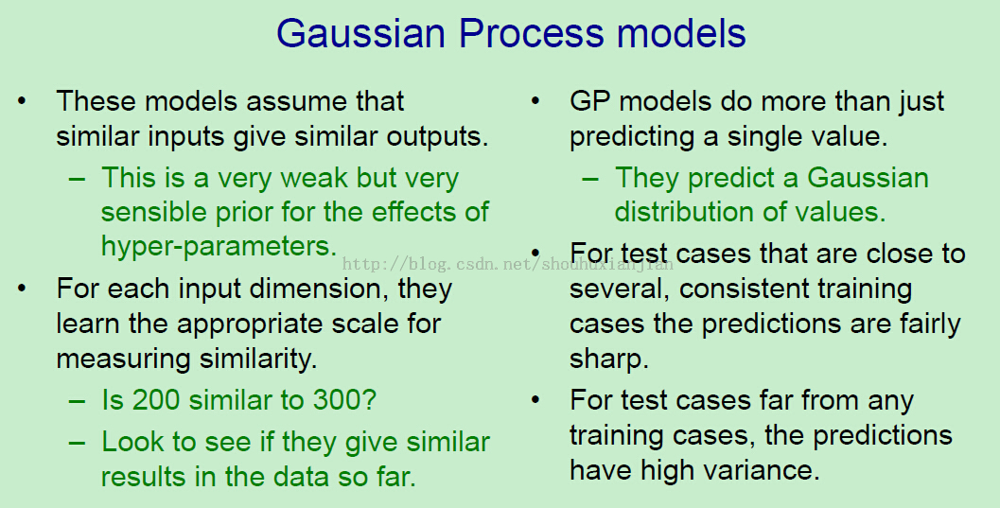 Gaussian Process models
• These models assume that
similar inputs give similar outputs.
– This is a very weak but very
sensible prior for the effects of
hyper-parameters.
• For each input dimension, they
learn the appropriate scale for
measuring similarity.
– Is 200 similar to 300?
– Look to see if they give similar
results in the data so far.
• GP models do more than just
predicting a single value.
– They predict a Gaussian
distribution of values.
• For test cases that are close to
several, consistent training
cases the predictions are fairly
sharp.
• For test cases far from any
training cases, the predictions
have high variance.
http://blog.csdn.net/shouhuxianjian